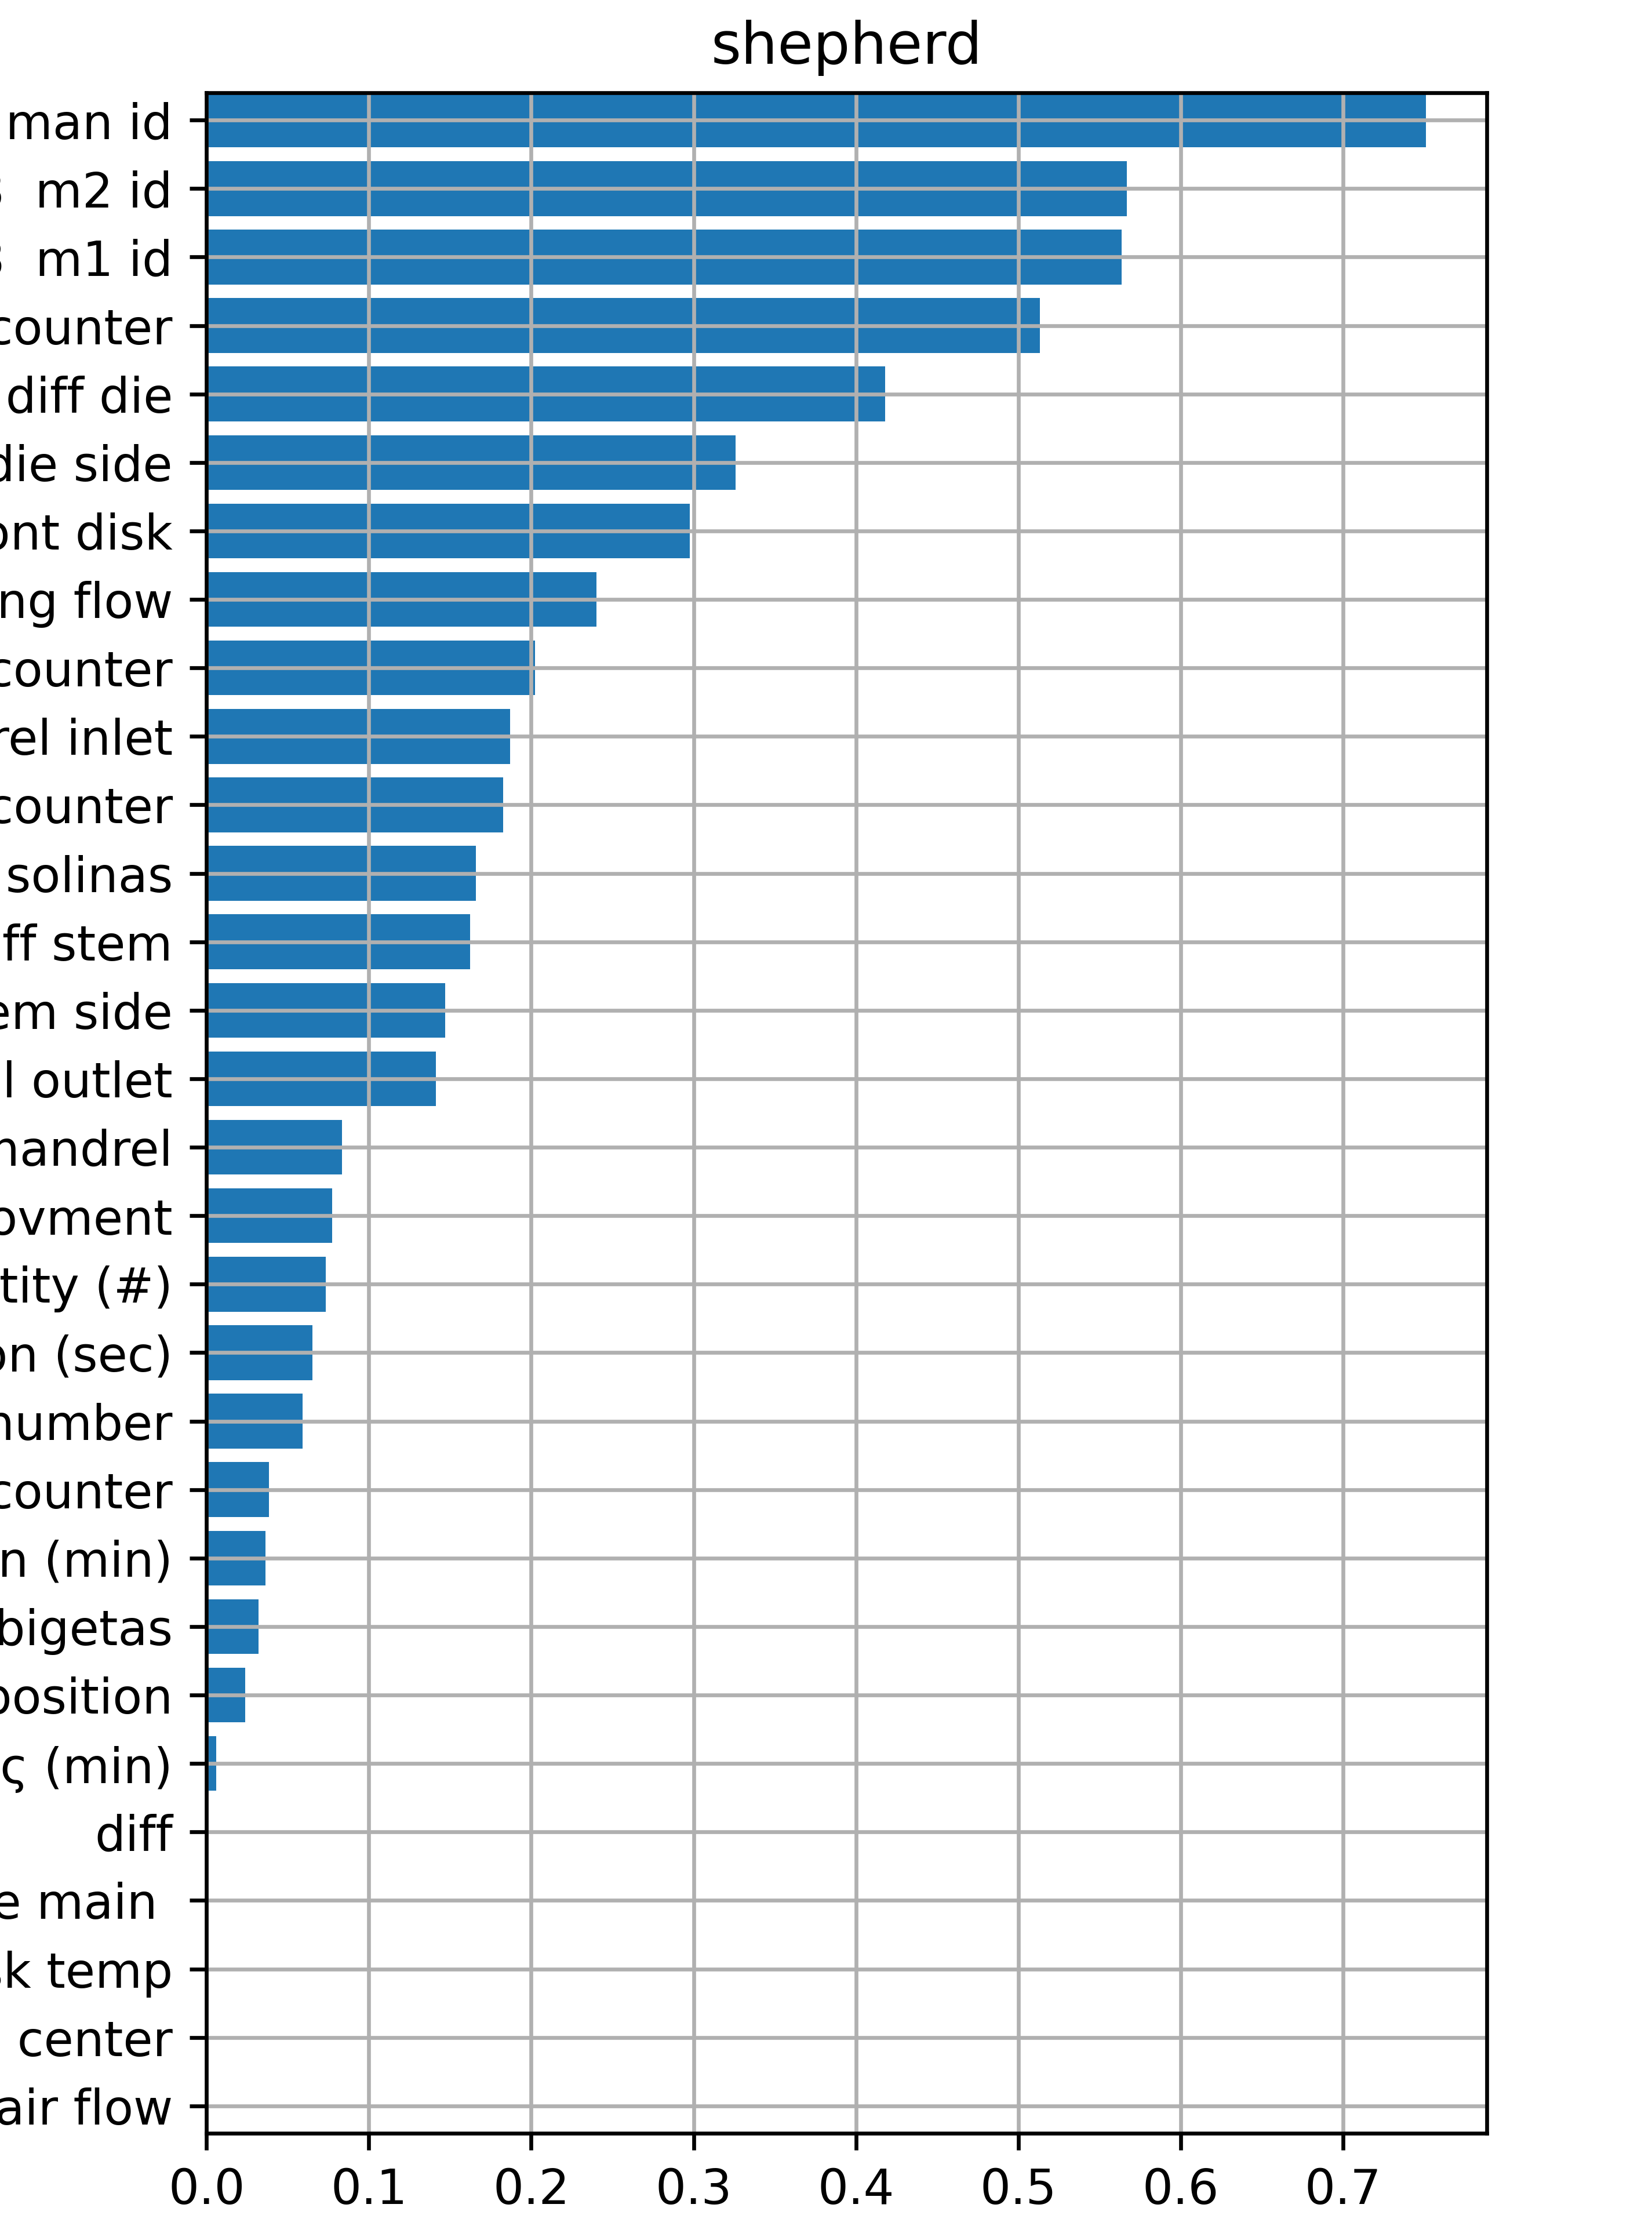 shepherd
man id
m2 id
m1 id
counter
diff die
die side
ont disk
ng flow
counter
rel inlet
counter
solinas
ff stem
em side
l outlet
mandrel
ovment
tity (#)
on (sec)
number
counter
n (min)
bigetas
position
ς (min)
diff
e main
sk temp
center
air flow
0.0 0.1 0.2 0.3 0.4 0.5 0.6 0.7